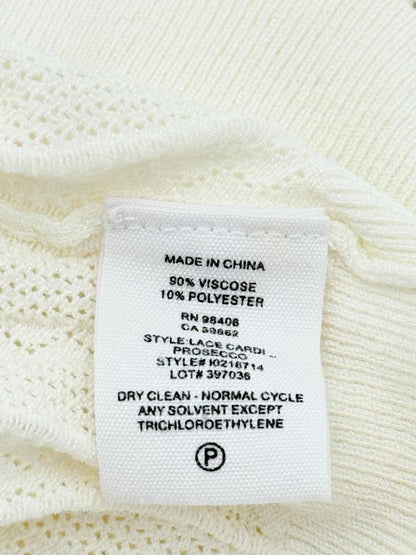 MADE IN CHINA
90% VISCOSE
10% POLYESTER
RN 98406
CA 39662
STYLE:LACE CARDI -
PROSECCO
STYLE# I0216714
LOT# 397036
DRY CLEAN - NORMAL CYCLE
ANY SOLVENT EXCEPT
TRICHLOROETHYLENE
P